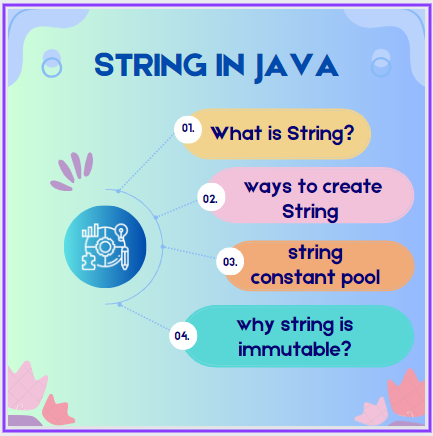 STRING IN JAVA
01.
What is String?
02.
ways to create
String
03.
string
constant pool
04.
why string is
immutable?